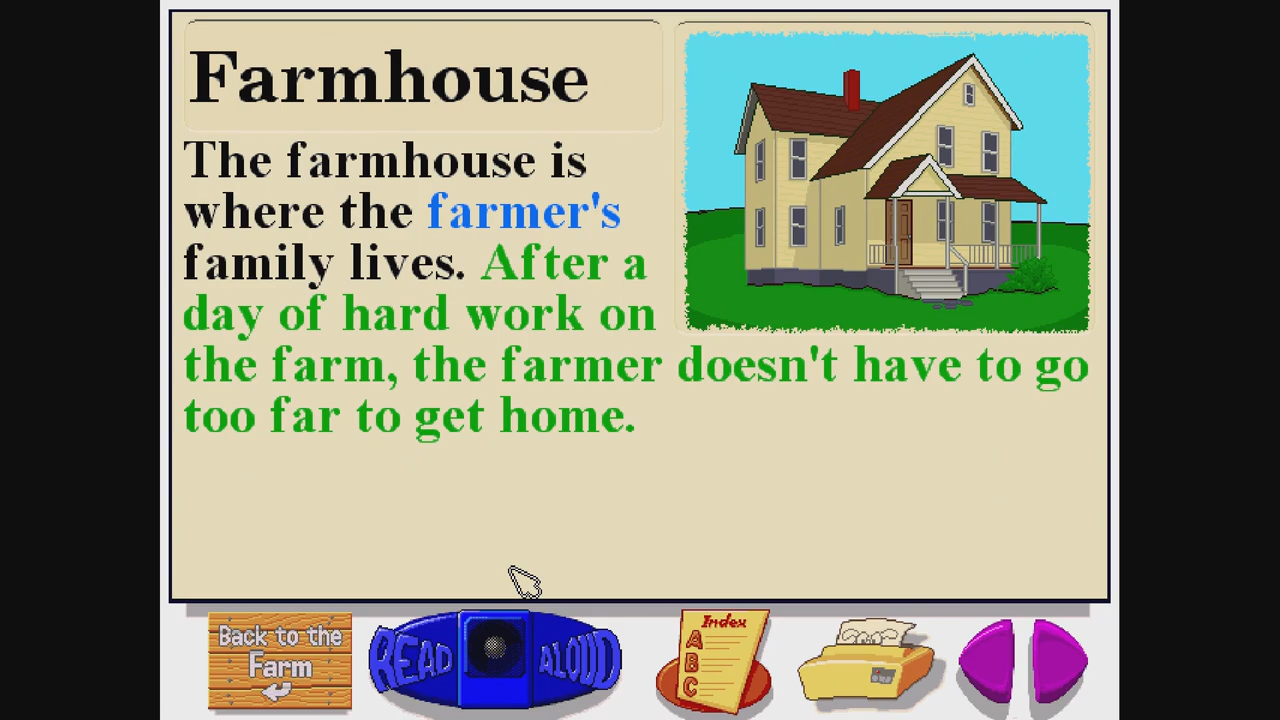 Farmhouse
The farmhouse is
where the farmer's
family lives. After a
day of hard work on
the farm, the farmer doesn't have to go
too far to get home.
Back to the
Farm
READ ALOUD
Index
A
B
C